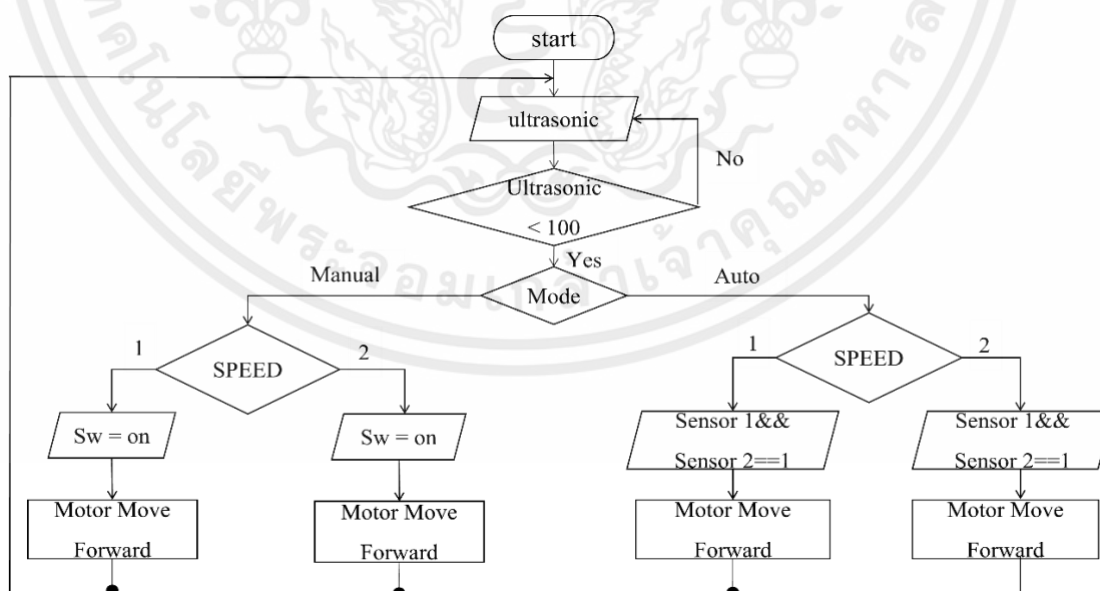 start
ultrasonic
No
Ultrasonic
< 100
Yes
Manual
Mode
Auto
1
SPEED
2
1
SPEED
2
Sw = on
Sw = on
Sensor 1&&
Sensor 2==1
Sensor 1&&
Sensor 2==1
Motor Move
Forward
Motor Move
Forward
Motor Move
Forward
Motor Move
Forward